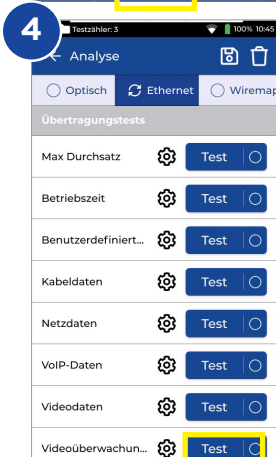 4
Testzähler: 3 100% 10:45
← Analyse
Optisch Ethernet Wiremap
Übertragungstests
Max Durchsatz Test
Betriebszeit Test
Benutzerdefiniert... Test
Kabeldaten Test
Netzdaten Test
VoIP-Daten Test
Videodaten Test
Videoüberwachun... Test